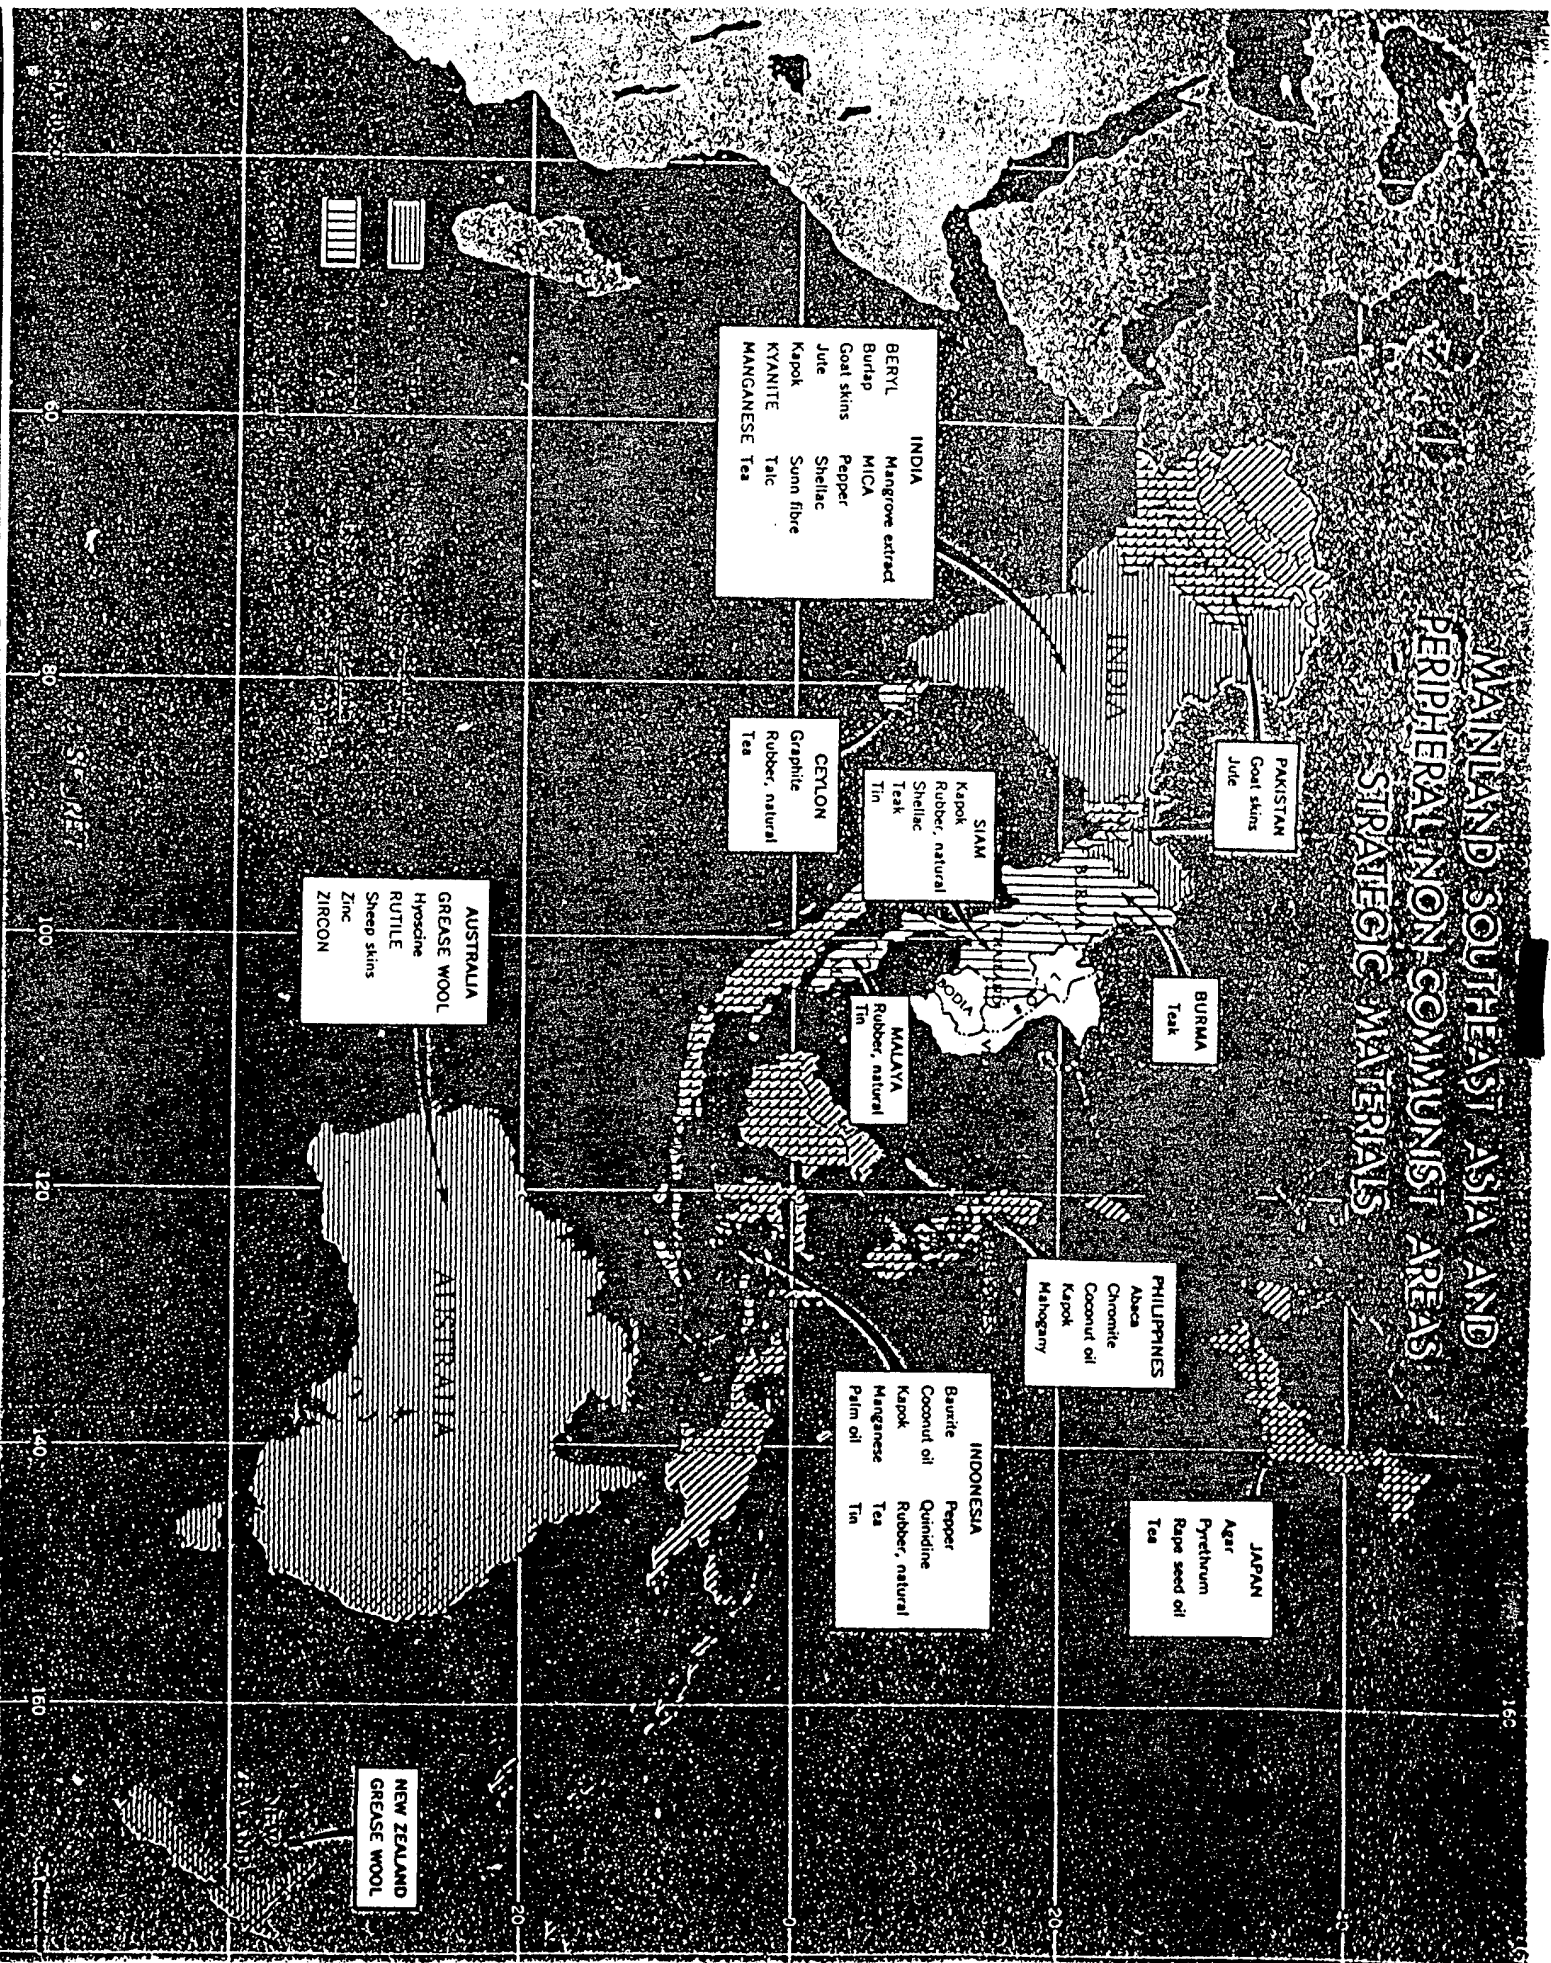 MAINLAND SOUTHEAST ASIA AND
PERIPHERAL NON-COMMUNIST AREAS
STRATEGIC MATERIALS
160
PAKISTAN
Goat skins
Jute
BURMA
Teak
JAPAN
Agar
Pyrethrum
Rape seed oil
Tea
PHILIPPINES
Abaca
Chromite
Coconut oil
Kapok
Mahogany
INDIA
BURMA
THAILAND
20
SIAM
Kapok
Rubber, natural
Shellac
Teak
Tin
INDONESIA
Bauxite Pepper
Coconut oil Quinidine
Kapok Rubber, natural
Manganese Tea
Palm oil Tin
INDIA
BERYL Mangrove extract
Burlap MICA
Goat skins Pepper
Jute Shellac
Kapok Sunn fibre
KYANITE Talc
MANGANESE Tea
MALAYA
Rubber, natural
Tin
CEYLON
Graphite
Rubber, natural
Tea
0
20
AUSTRALIA
GREASE WOOL
Hyoscine
RUTILE
Sheep skins
Zinc
ZIRCON
AUSTRALIA
NEW ZEALAND
GREASE WOOL
SECRET
60
80
100
120
140
160